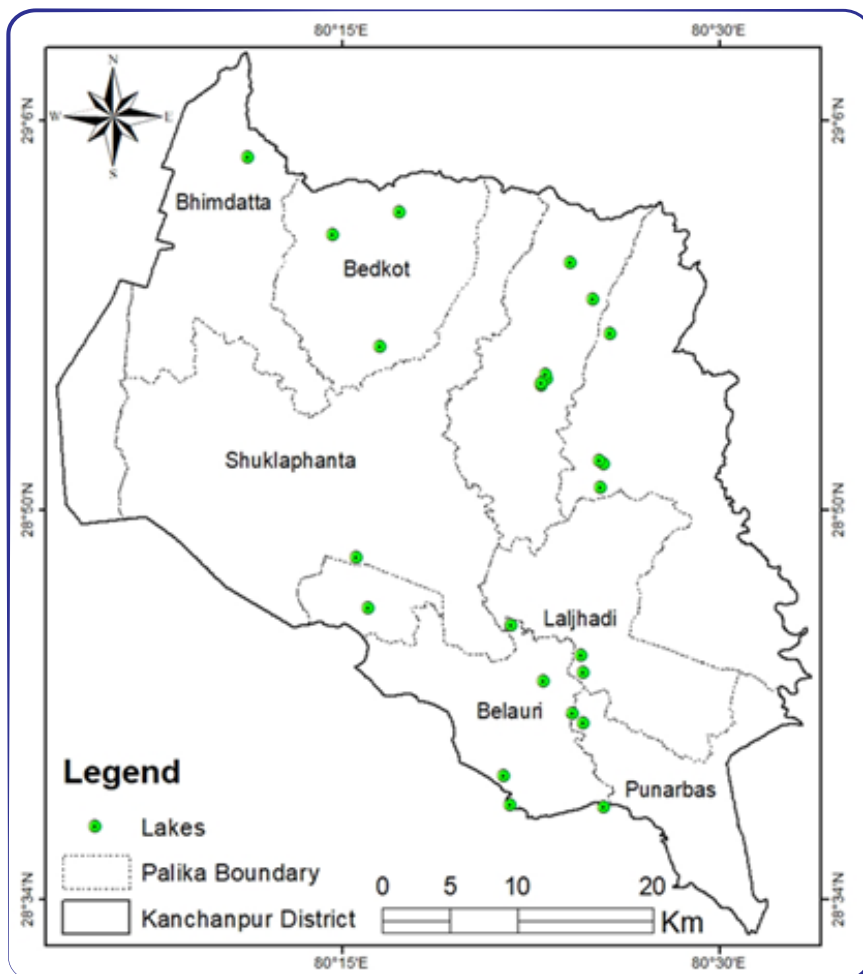 80°15'E 80°30'E
N
W E
S
29°6'N 29°6'N
Bhimdatta
Bedkot
Shuklaphanta
28°50'N 28°50'N
Laljhadi
Belauri
Punarbas
Legend
Lakes
Palika Boundary
Kanchanpur District
0 5 10 20
Km
28°34'N 28°34'N
80°15'E 80°30'E